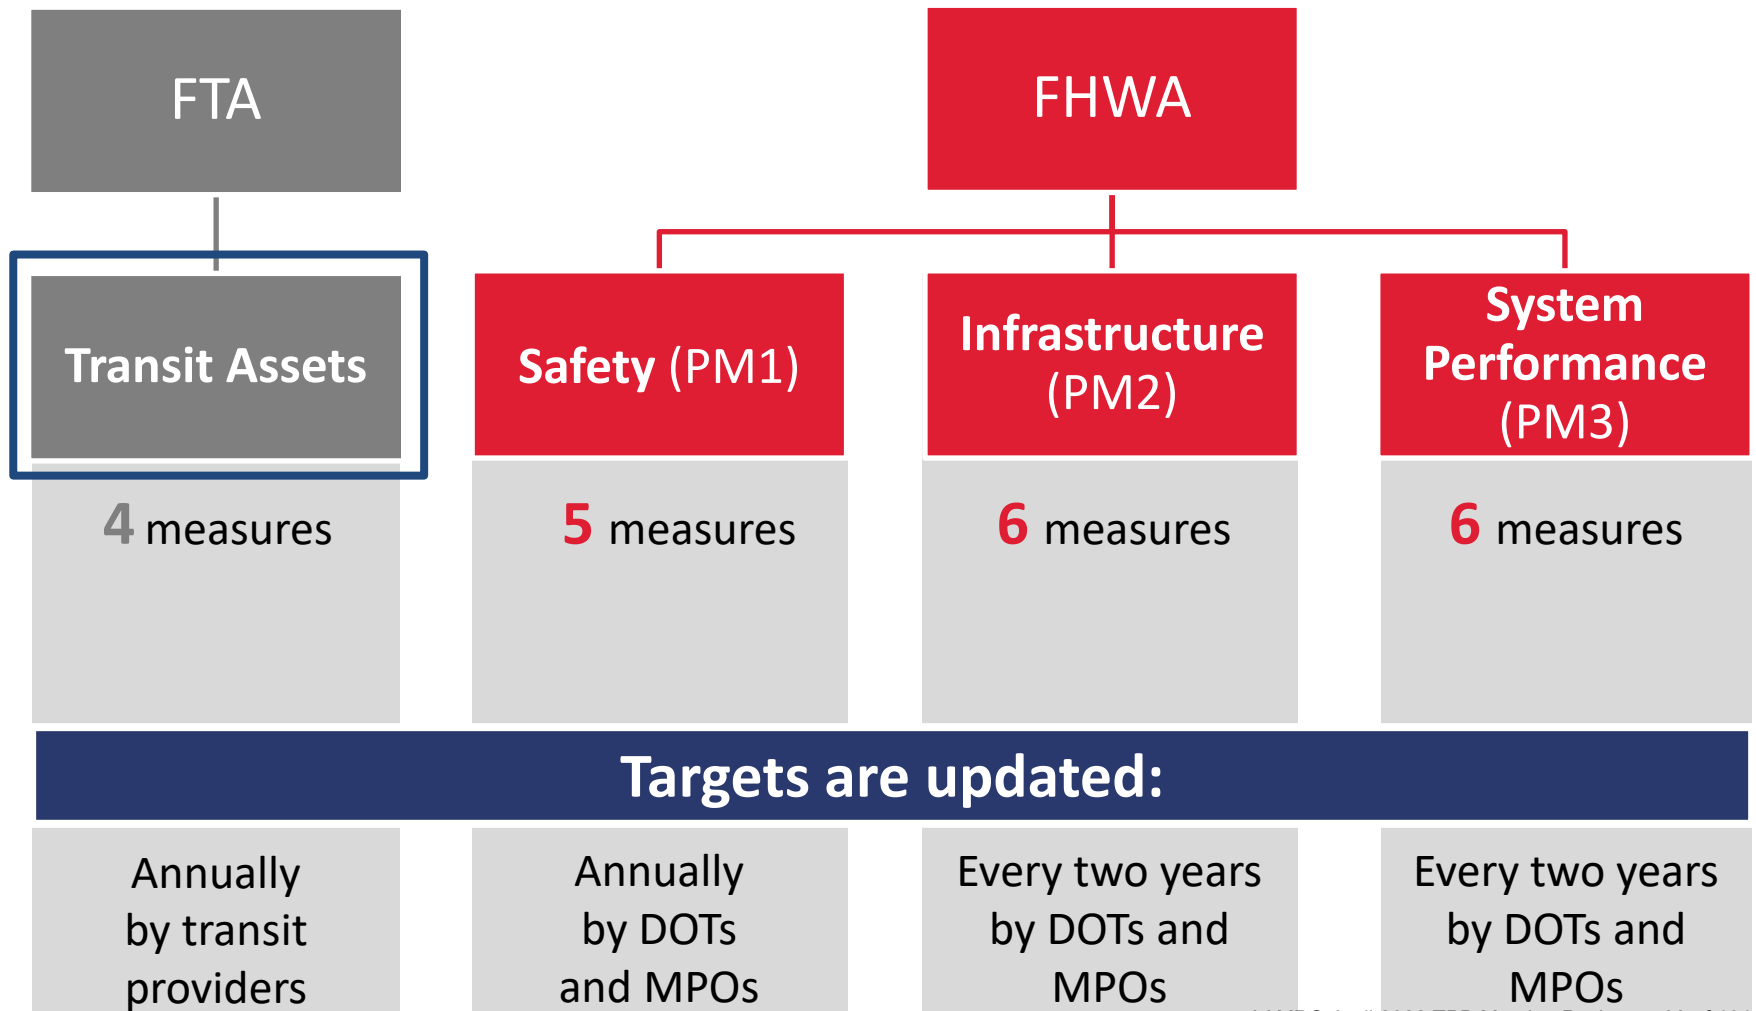 FTA
FHWA
Transit Assets
Safety (PM1)
Infrastructure
(PM2)
System
Performance
(PM3)
4 measures
5 measures
6 measures
6 measures
Targets are updated:
Annually
by transit
providers
Annually
by DOTs
and MPOs
Every two years
by DOTs and
MPOs
Every two years
by DOTs and
MPOs